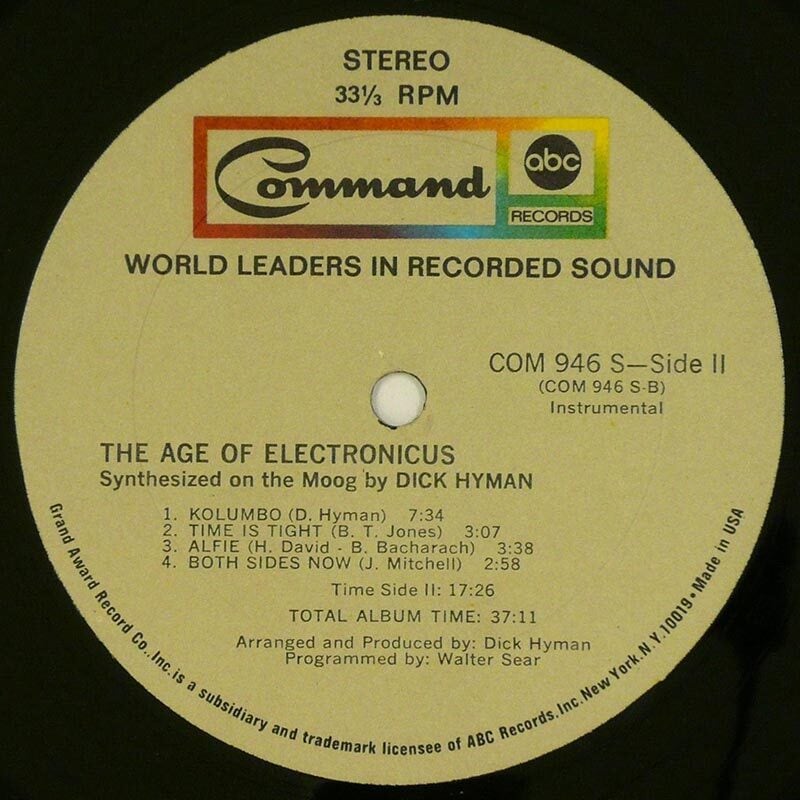 STEREO
33⅓ RPM
Command
abc
RECORDS
WORLD LEADERS IN RECORDED SOUND
COM 946 S—Side II
(COM 946 S-B)
Instrumental
THE AGE OF ELECTRONICUS
Synthesized on the Moog by DICK HYMAN
1. KOLUMBO (D. Hyman) 7:34
2. TIME IS TIGHT (B. T. Jones) 3:07
3. ALFIE (H. David - B. Bacharach) 3:38
4. BOTH SIDES NOW (J. Mitchell) 2:58
Time Side II: 17:26
TOTAL ALBUM TIME: 37:11
Arranged and Produced by: Dick Hyman
Programmed by: Walter Sear
Grand Award Record Co., Inc. is a subsidiary and trademark licensee of ABC Records, Inc. New York, N.Y. 10019 • Made in USA